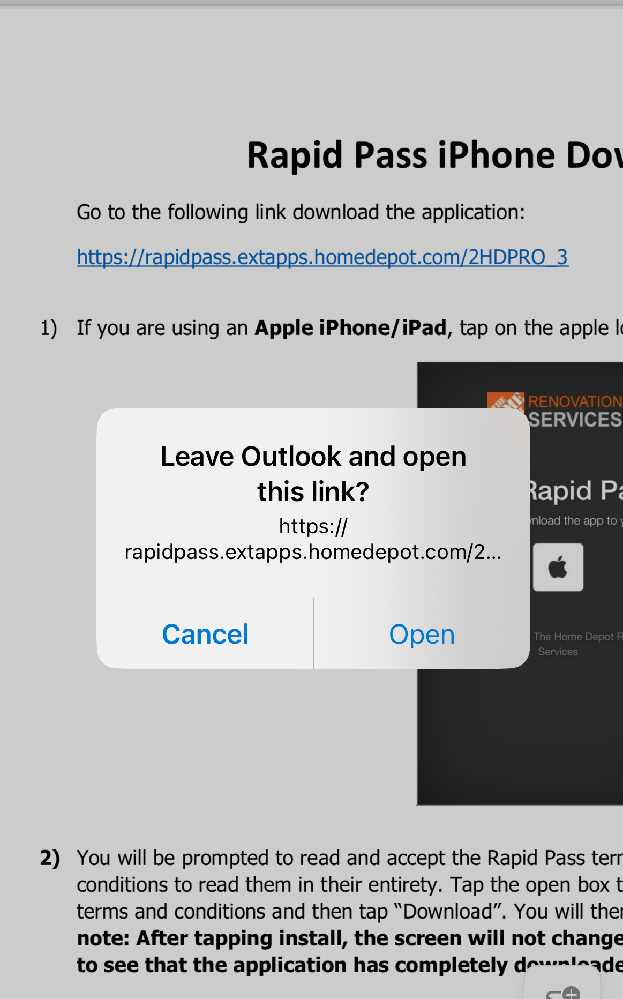 Rapid Pass iPhone
Go to the following link download the application:
https://rapidpass.extapps.homedepot.com/2HDPRO_3
1) If you are using an Apple iPhone/iPad, tap on the apple
THE HOME
RENOVATION
SERVICES
Leave Outlook and open
this link?
https://
rapidpass.extapps.homedepot.com/2...
Cancel
Open
Rapid
the app to
The Home Depot
Services
2) You will be prompted to read and accept the Rapid Pass
conditions to read them in their entirety. Tap the open box
terms and conditions and then tap “Download”. You will
note: After tapping install, the screen will not change
to see that the application has completely